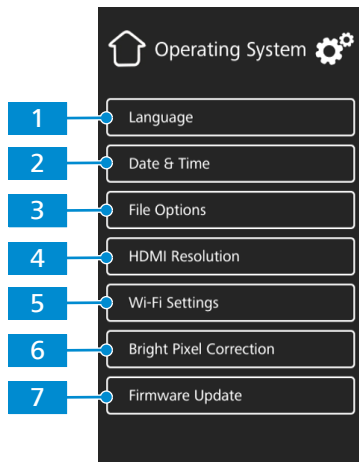 Operating System
1 Language
2 Date & Time
3 File Options
4 HDMI Resolution
5 Wi-Fi Settings
6 Bright Pixel Correction
7 Firmware Update